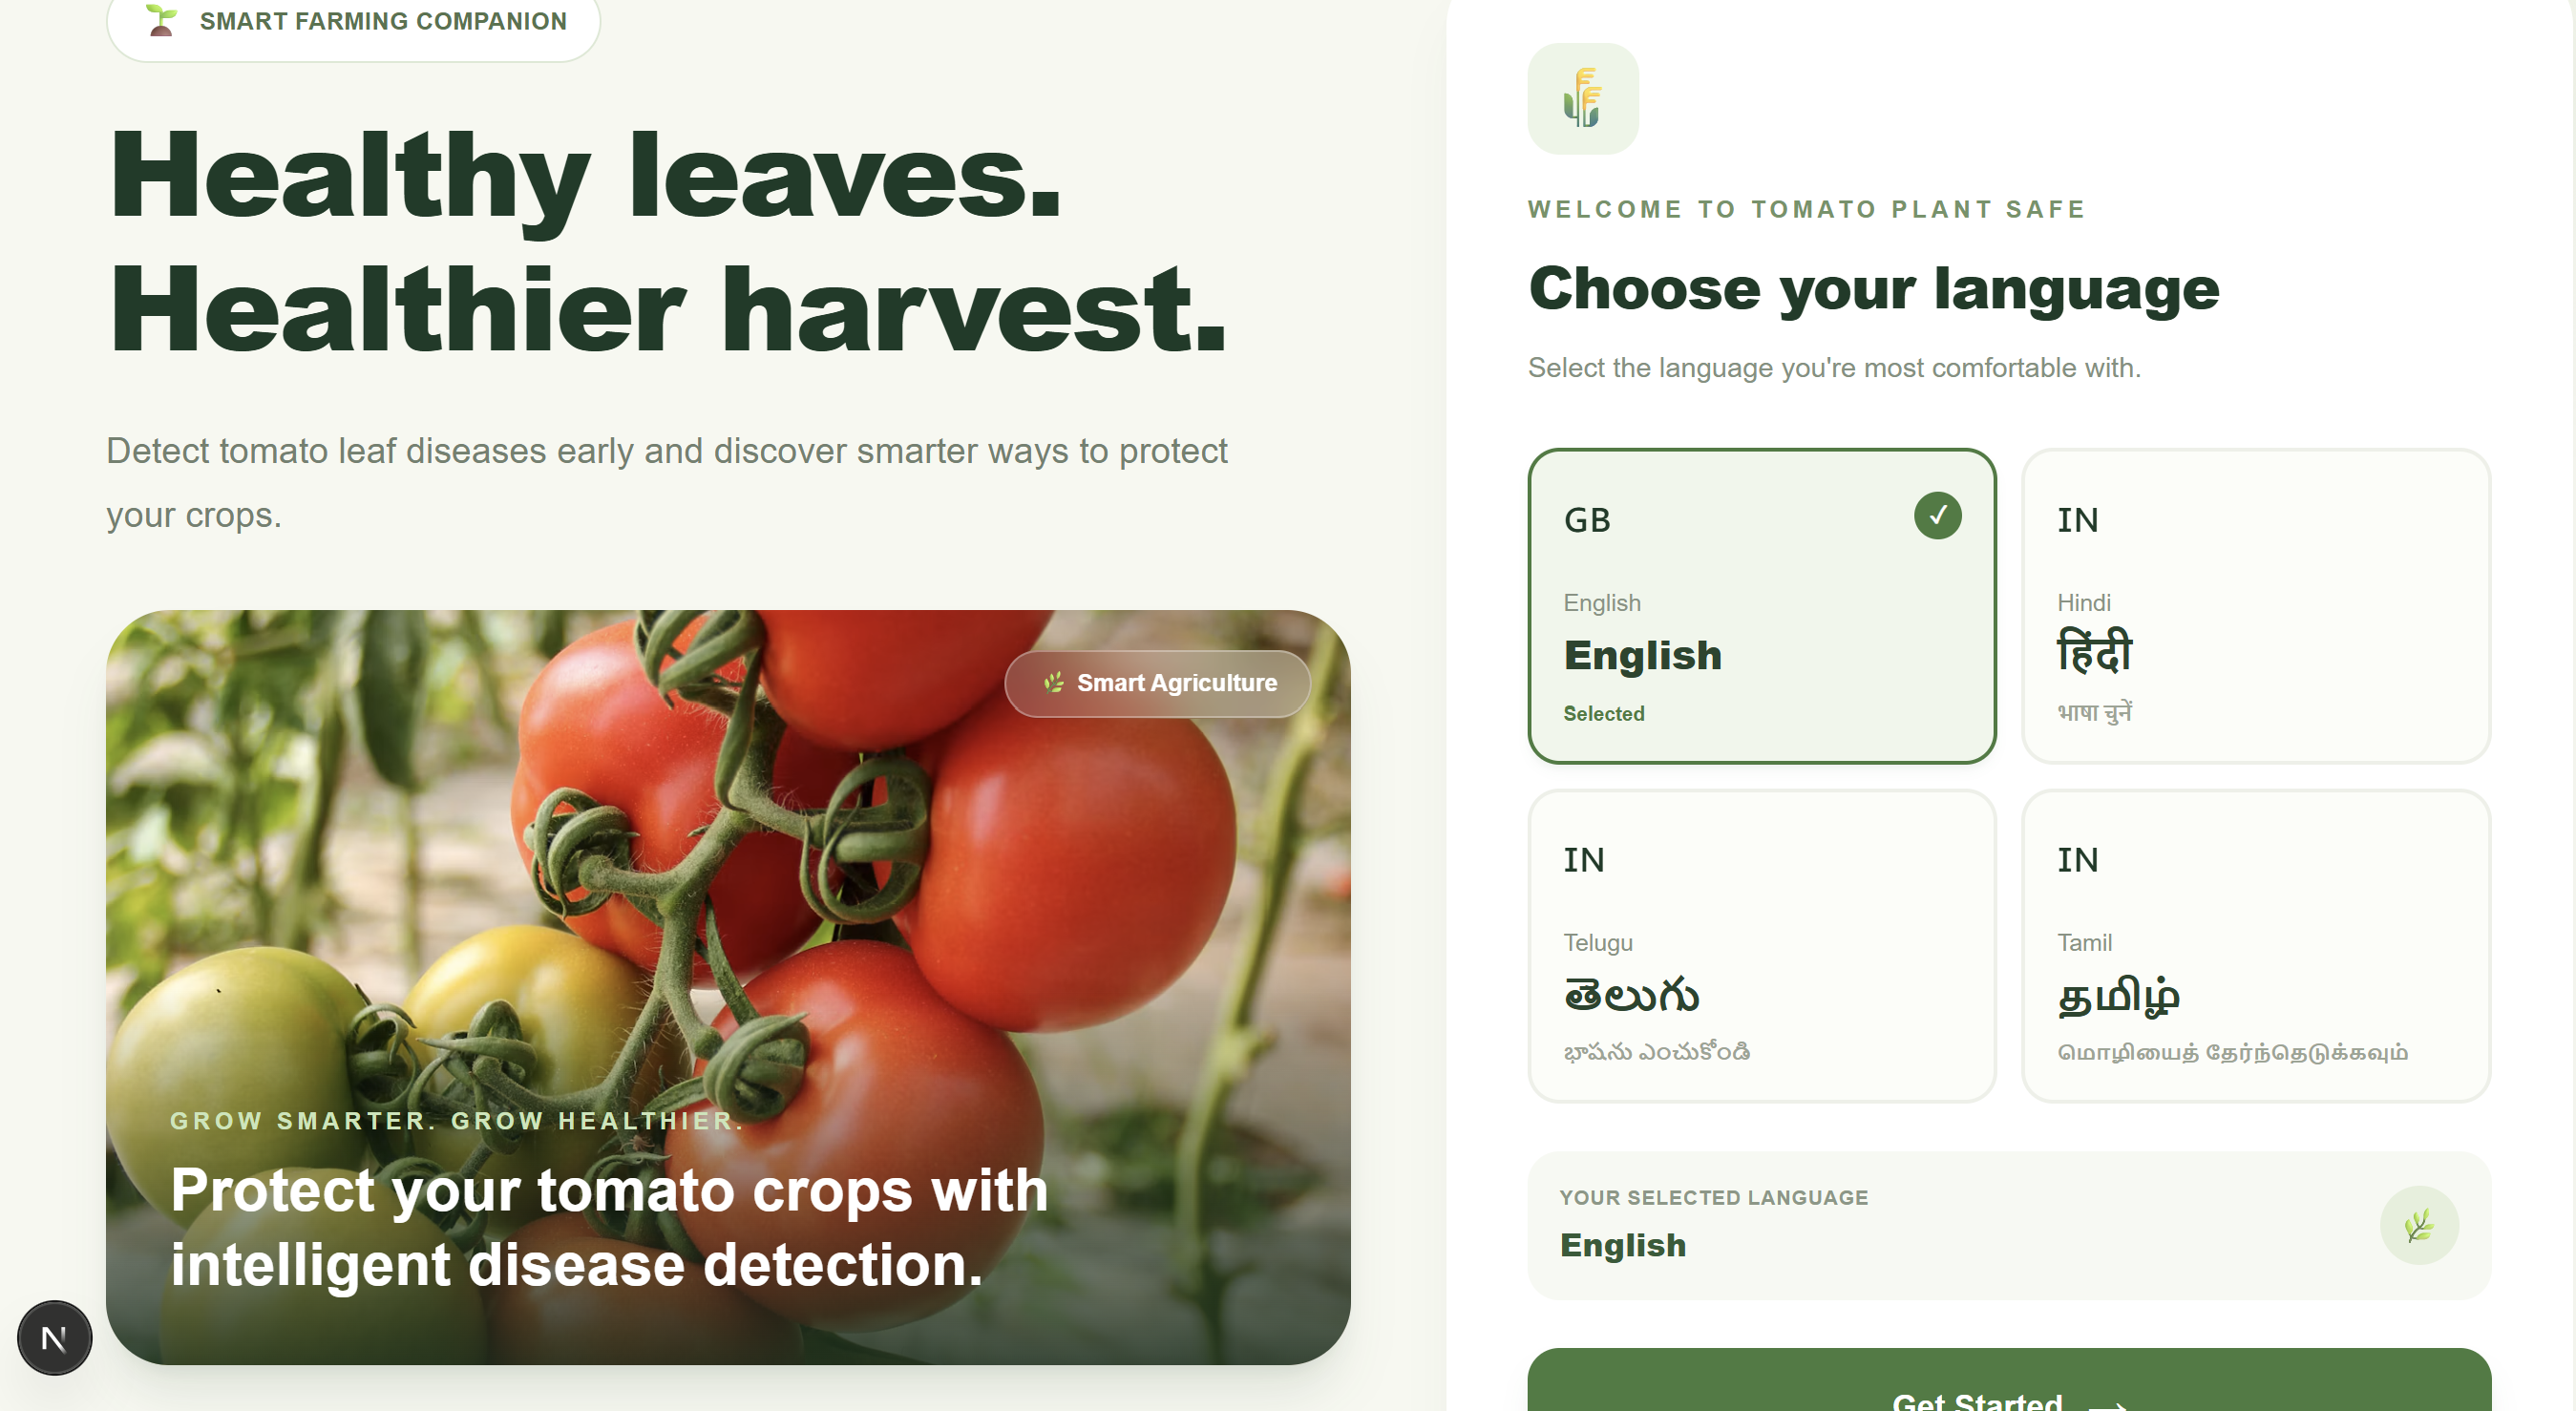 SMART FARMING COMPANION
Healthy leaves.
Healthier harvest.
Detect tomato leaf diseases early and discover smarter ways to protect
your crops.
Smart Agriculture
GROW SMARTER. GROW HEALTHIER.
Protect your tomato crops with
intelligent disease detection.
N
WELCOME TO TOMATO PLANT SAFE
Choose your language
Select the language you're most comfortable with.
GB
English
English
Selected
IN
Hindi
हिंदी
भाषा चुनें
IN
Telugu
తెలుగు
భాషను ఎంచుకోండి
IN
Tamil
தமிழ்
மொழியைத் தேர்ந்தெடுக்கவும்
YOUR SELECTED LANGUAGE
English
Get Started →